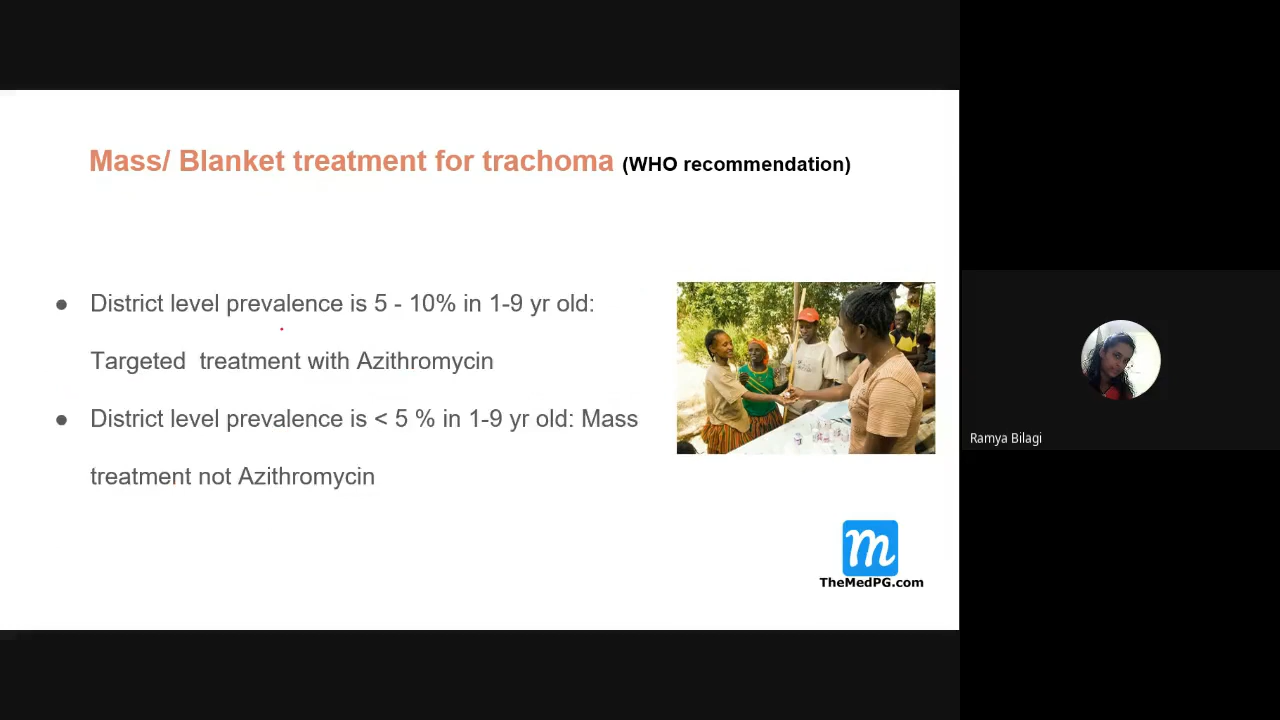 Mass/ Blanket treatment for trachoma (WHO recommendation)
● District level prevalence is 5 - 10% in 1-9 yr old:
Targeted treatment with Azithromycin
● District level prevalence is < 5 % in 1-9 yr old: Mass
treatment not Azithromycin
m
TheMedPG.com
Ramya Bilagi